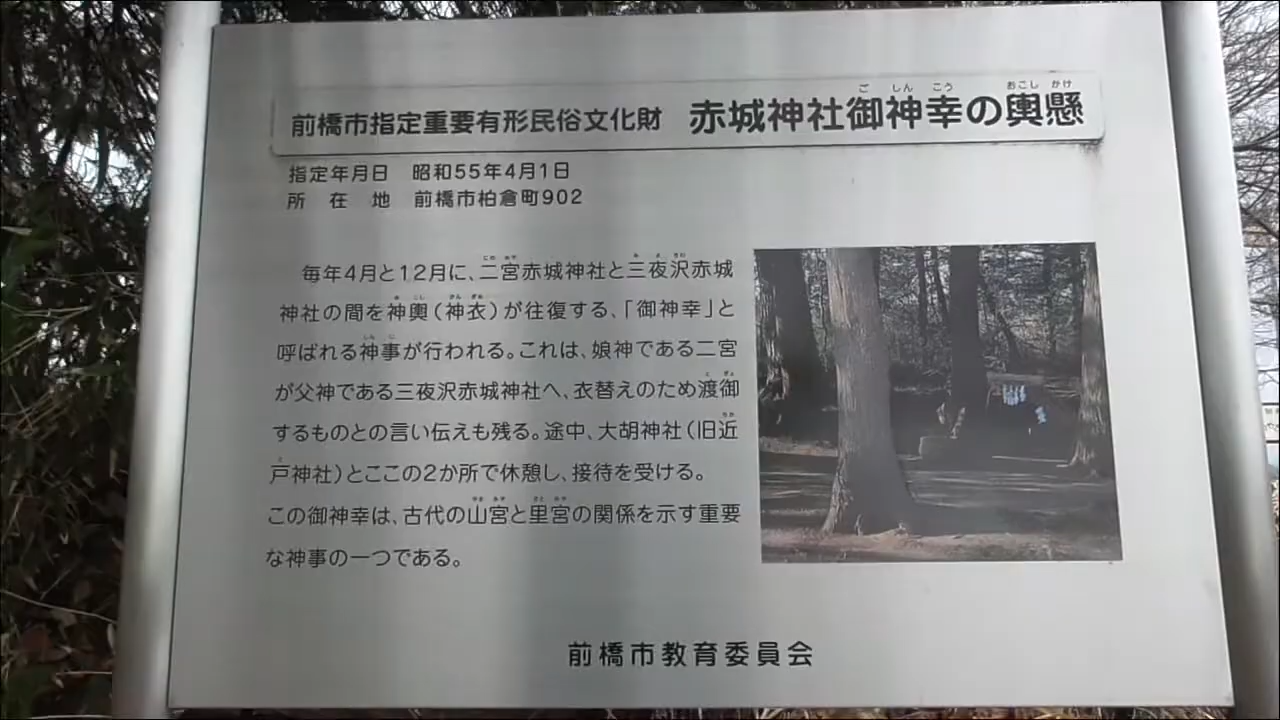 前橋市指定重要有形民俗文化財 赤城神社御神幸の輿懸
指定年月日 昭和55年4月1日
所在地 前橋市柏倉町902
毎年4月と12月に、二宮赤城神社と三夜沢赤城
神社の間を神輿(神衣)が往復する、「御神幸」と
呼ばれる神事が行われる。これは、娘神である二宮
が父神である三夜沢赤城神社へ、衣替えのため渡御
するものとの言い伝えも残る。途中、大胡神社(旧近
戸神社)とここの2か所で休憩し、接待を受ける。
この御神幸は、古代の山宮と里宮の関係を示す重要
な神事の一つである。
前橋市教育委員会